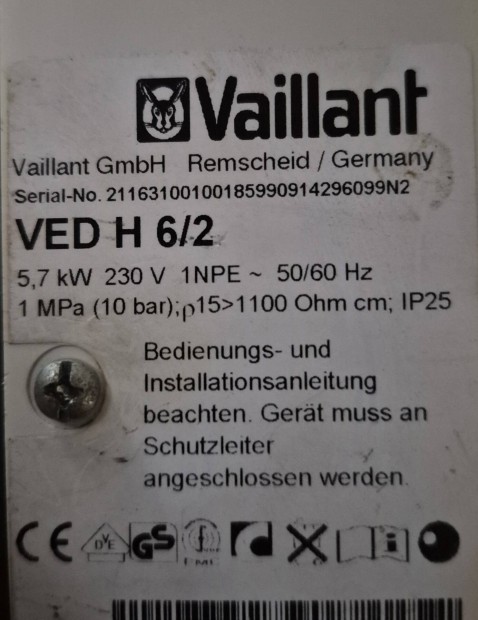 Vaillant
Vaillant GmbH Remscheid / Germany
Serial-No. 21163100100185990914296099N2
VED H 6/2
5,7 kW 230 V 1NPE ~ 50/60 Hz
1 MPa (10 bar);ρ15>1100 Ohm cm; IP25
Bedienungs- und
Installationsanleitung
beachten. Gerät muss an
Schutzleiter
angeschlossen werden.
CE DVE GS EMC i